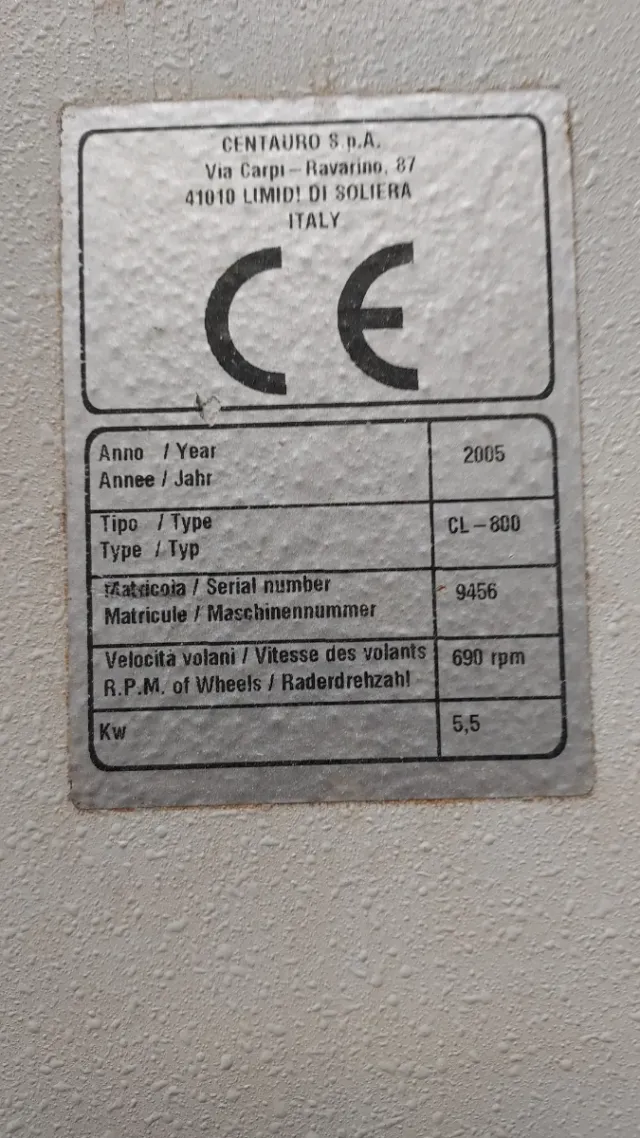 CENTAURO S.p.A.
Via Carpi - Ravarino, 87
41010 LIMIDI DI SOLIERA
ITALY
CE
Anno / Year
Annee / Jahr
2005
Tipo / Type
Type / Typ
CL-800
Matricola / Serial number
Matricule / Maschinennummer
9456
Velocità volani / Vitesse des volants
R.P.M. of Wheels / Raderdrehzahl
690 rpm
Kw
5,5